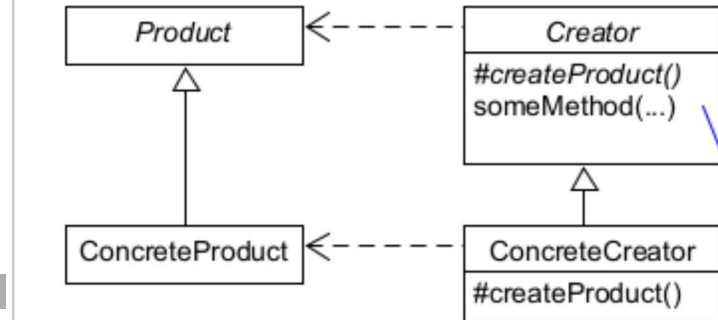 Product
Creator
#createProduct()
someMethod(...)
ConcreteProduct
ConcreteCreator
#createProduct()